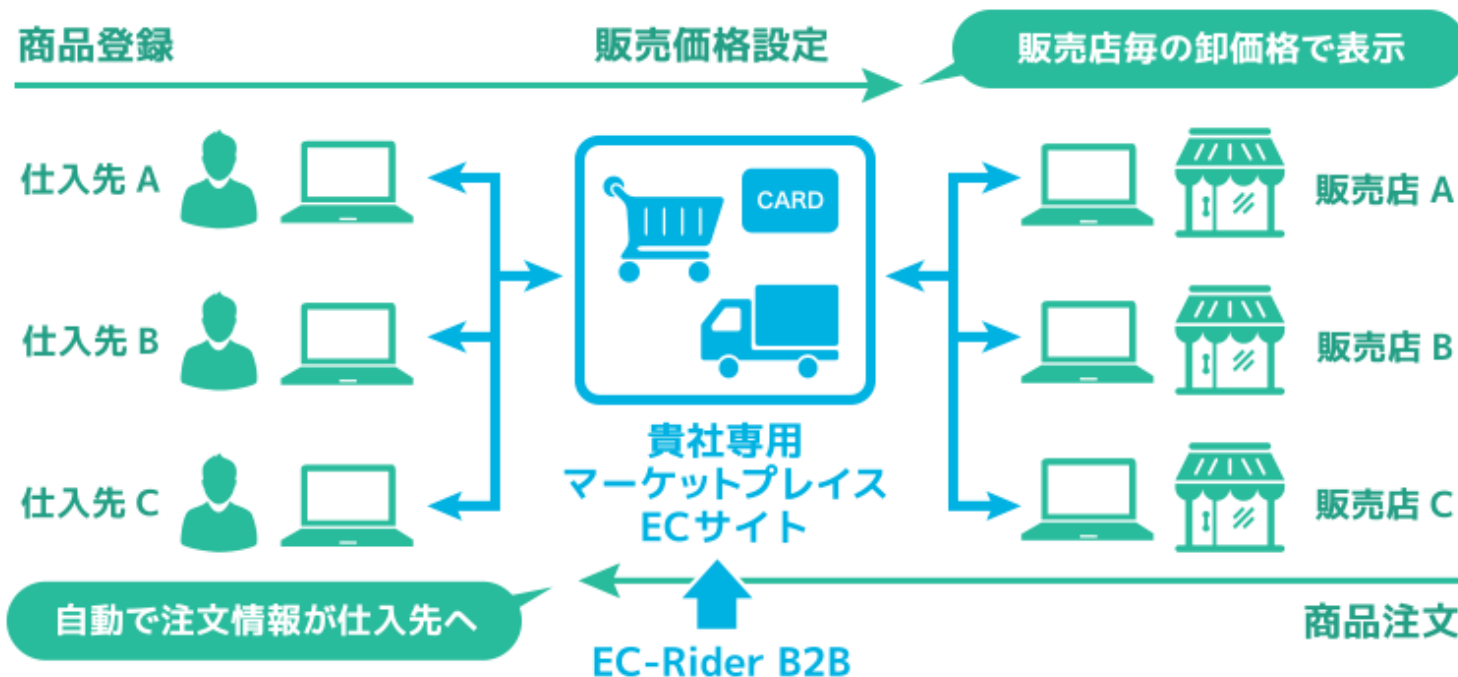 商品登録
販売価格設定
販売店毎の卸価格で表示
仕入先 A
CARD
販売店 A
仕入先 B
販売店 B
仕入先 C
販売店 C
貴社専用
マーケットプレイス
ECサイト
自動で注文情報が仕入先へ
商品注文
EC-Rider B2B